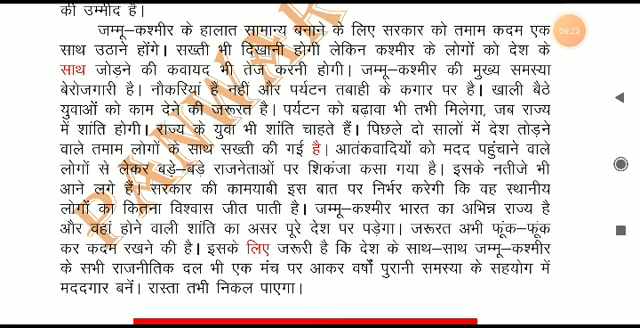 की उम्मीद है।
06:23
जम्मू–कश्मीर के हालात सामान्य बनाने के लिए सरकार को तमाम कदम एक
साथ उठाने होंगे। सख्ती भी दिखानी होगी लेकिन कश्मीर के लोगों को देश के
साथ जोड़ने की कवायद भी तेज करनी होगी। जम्मू–कश्मीर की मुख्य समस्या
बेरोजगारी है। नौकरियां हैं नहीं और पर्यटन तबाही के कगार पर है। खाली बैठे
युवाओं को काम देने की जरूरत है। पर्यटन को बढ़ावा भी तभी मिलेगा, जब राज्य
में शांति होगी। राज्य के युवा भी शांति चाहते हैं। पिछले दो सालों में देश तोड़ने
वाले तमाम लोगों के साथ सख्ती की गई है। आतंकवादियों को मदद पहुंचाने वाले
लोगों से लेकर बड़े–बड़े राजनेताओं पर शिकंजा कसा गया है। इसके नतीजे भी
आने लगे हैं। सरकार की कामयाबी इस बात पर निर्भर करेगी कि वह स्थानीय
लोगों का कितना विश्वास जीत पाती है। जम्मू–कश्मीर भारत का अभिन्न राज्य है
और वहां होने वाली शांति का असर पूरे देश पर पड़ेगा। जरूरत अभी फूंक–फूंक
कर कदम रखने की है। इसके लिए जरूरी है कि देश के साथ–साथ जम्मू–कश्मीर
के सभी राजनीतिक दल भी एक मंच पर आकर वर्षों पुरानी समस्या के सहयोग में
मददगार बनें। रास्ता तभी निकल पाएगा।
PANWAR